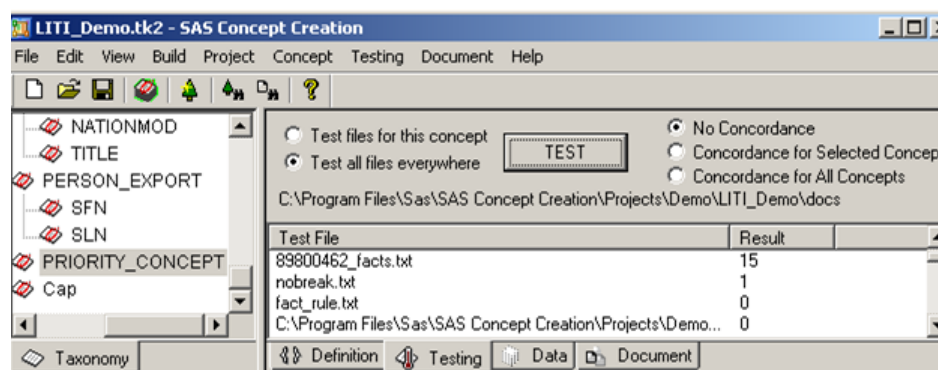 LITI_Demo.tk2 - SAS Concept Creation
File Edit View Build Project Concept Testing Document Help
NATIONMOD
TITLE
PERSON_EXPORT
SFN
SLN
PRIORITY_CONCEPT
Cap
Taxonomy
Test files for this concept
Test all files everywhere
TEST
No Concordance
Concordance for Selected Concep
Concordance for All Concepts
C:\Program Files\Sas\SAS Concept Creation\Projects\Demo\LITI_Demo\docs
Test File Result
89800462_facts.txt 15
nobreak.txt 1
fact_rule.txt 0
C:\Program Files\Sas\SAS Concept Creation\Projects\Demo... 0
Definition Testing Data Document